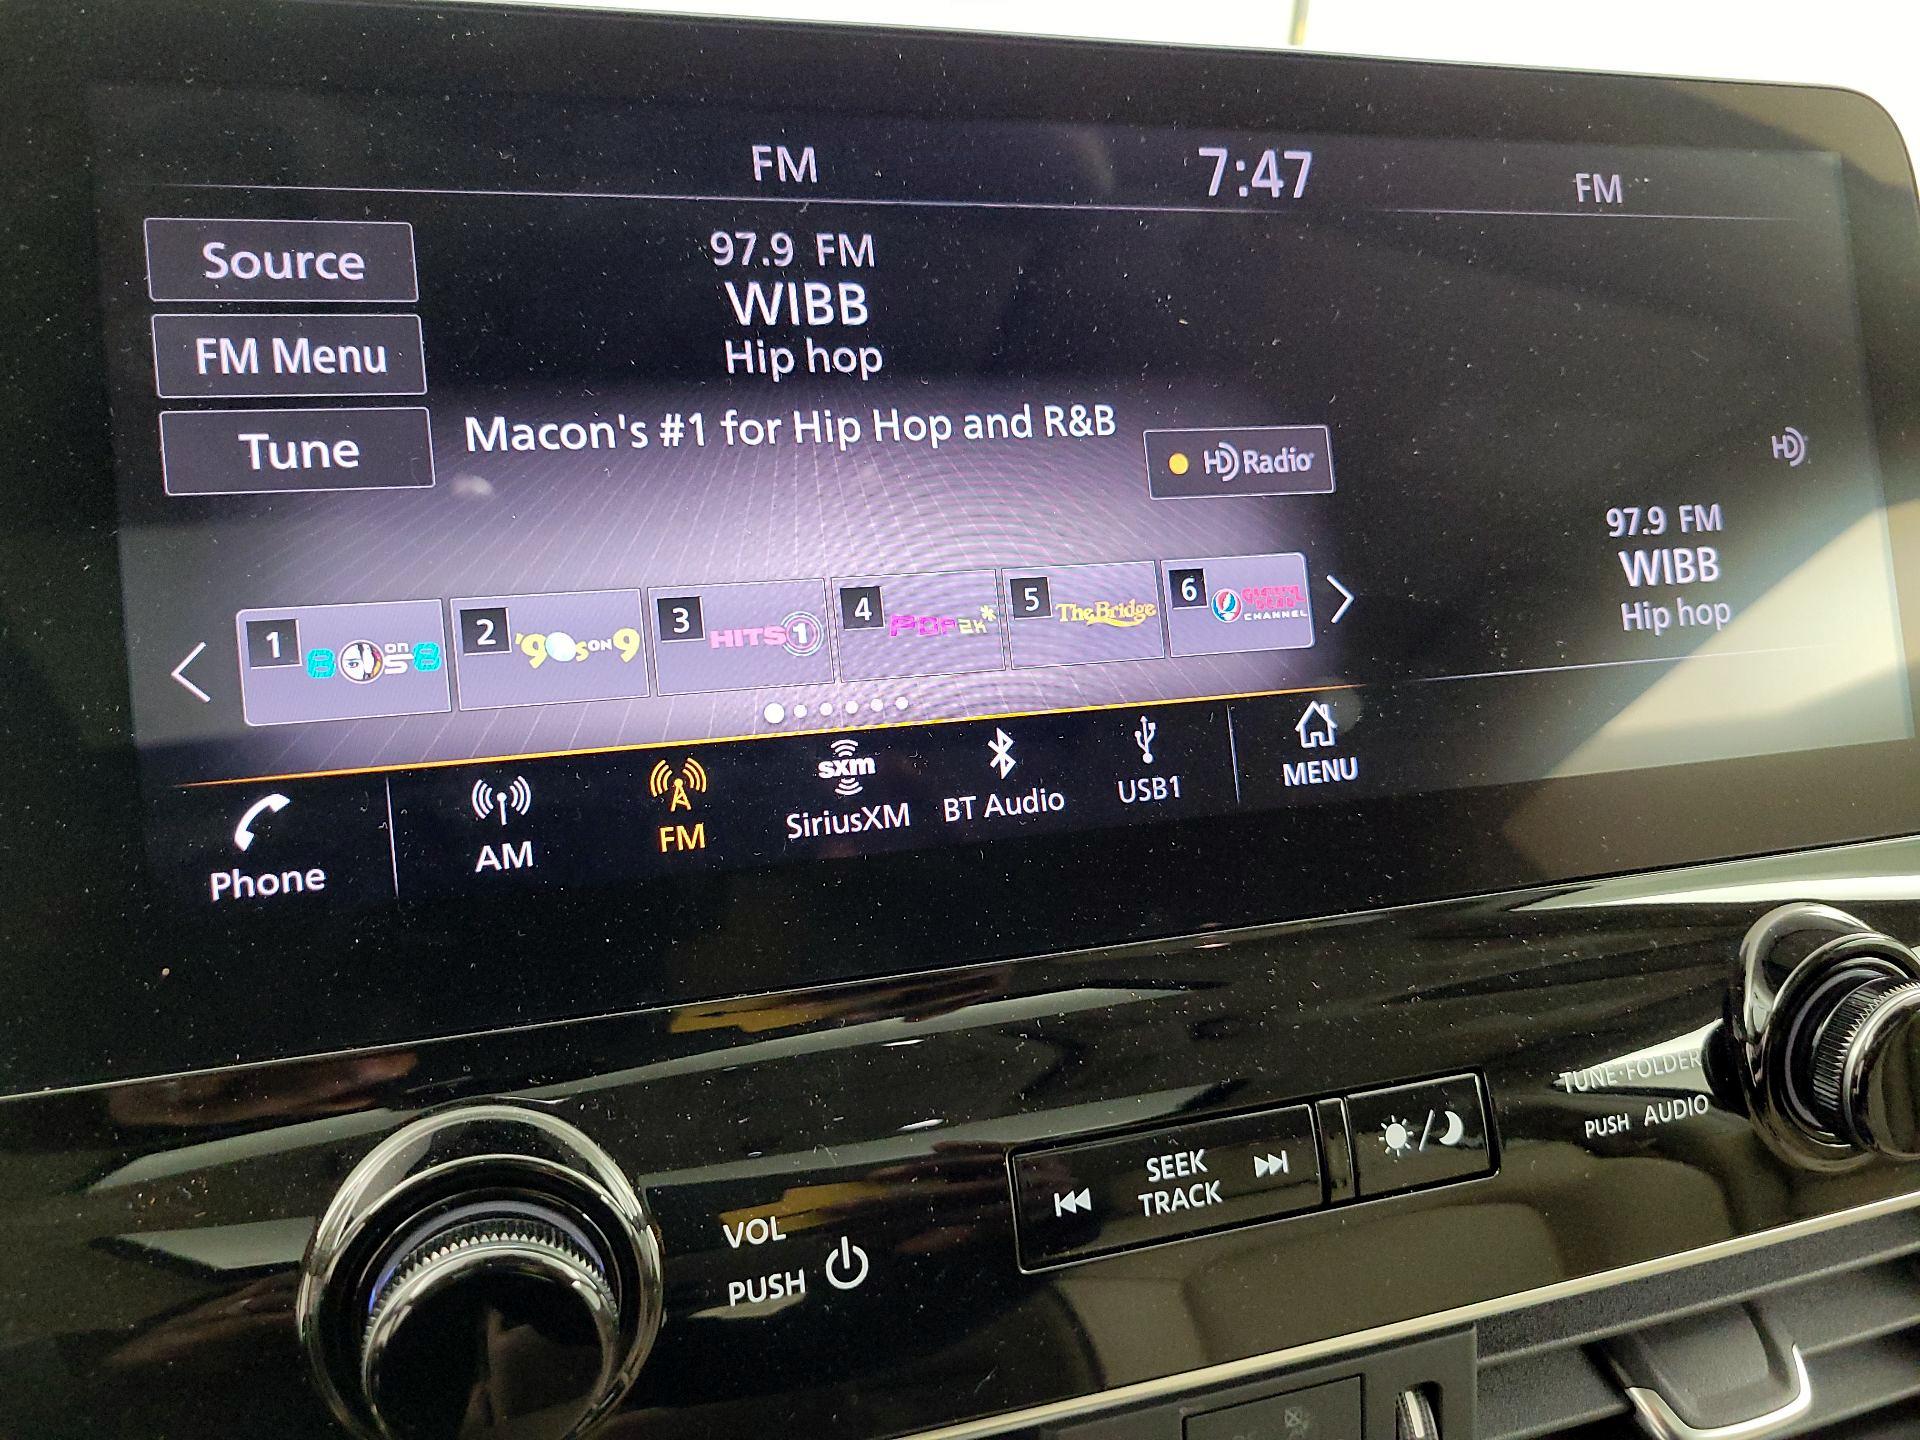 FM
7:47
FM
Source
97.9 FM
WIBB
Hip hop
FM Menu
Tune
Macon's #1 for Hip Hop and R&B
HD Radio
HD
97.9 FM
WIBB
Hip hop
1 80s on 8
2 '90s ON 9
3 HITS 1
4 POP2K
5 The Bridge
6 GRATEFUL DEAD CHANNEL
Phone
AM
FM
sxm
SiriusXM
BT Audio
USB1
MENU
TUNE·FOLDER
PUSH AUDIO
SEEK
TRACK
VOL
PUSH